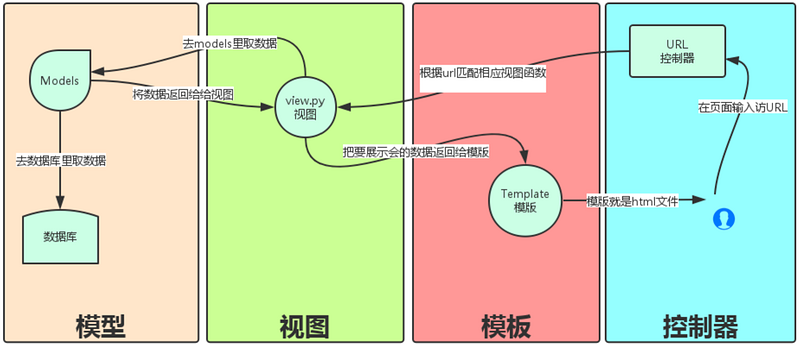 去models里取数据
Models
将数据返回给给视图
去数据库里取数据
数据库
模型
view.py
视图
根据url匹配相应视图函数
把要展示会的数据返回给模版
视图
Template
模版
模版就是html文件
模板
URL
控制器
在页面输入访URL
控制器